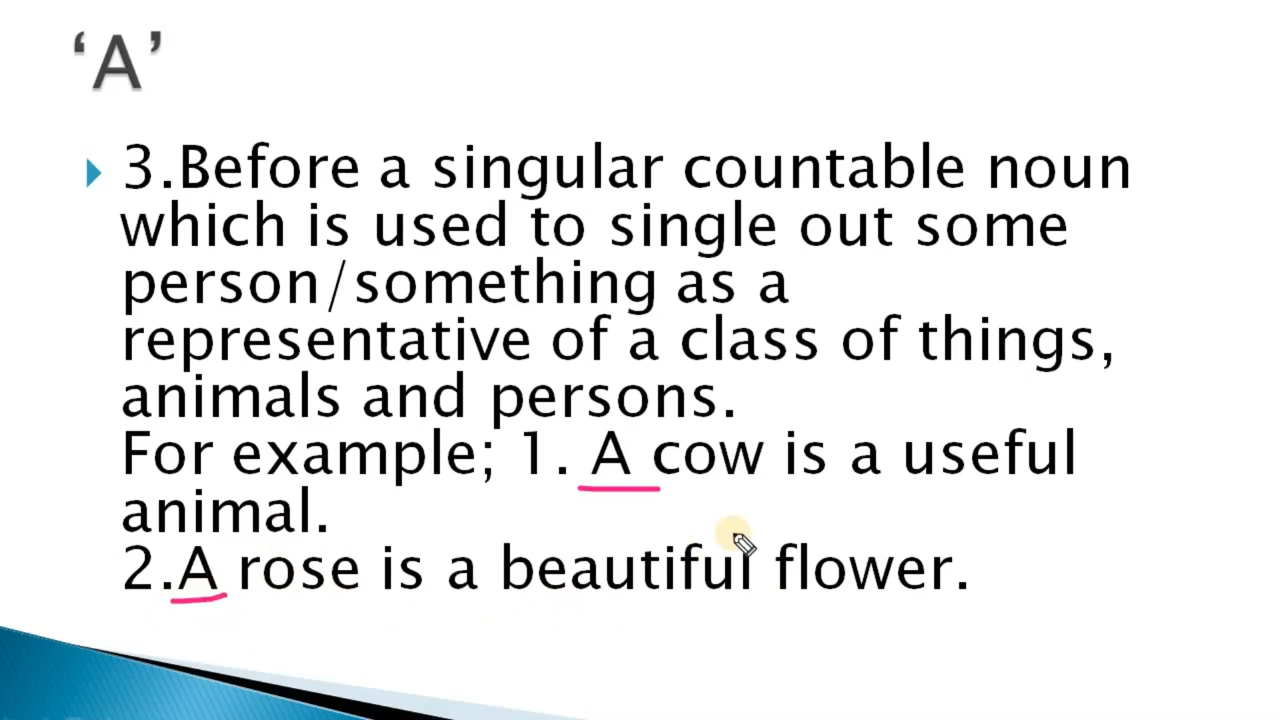 ‘A’
3.Before a singular countable noun
which is used to single out some
person/something as a
representative of a class of things,
animals and persons.
For example; 1. A cow is a useful
animal.
2.A rose is a beautiful flower.